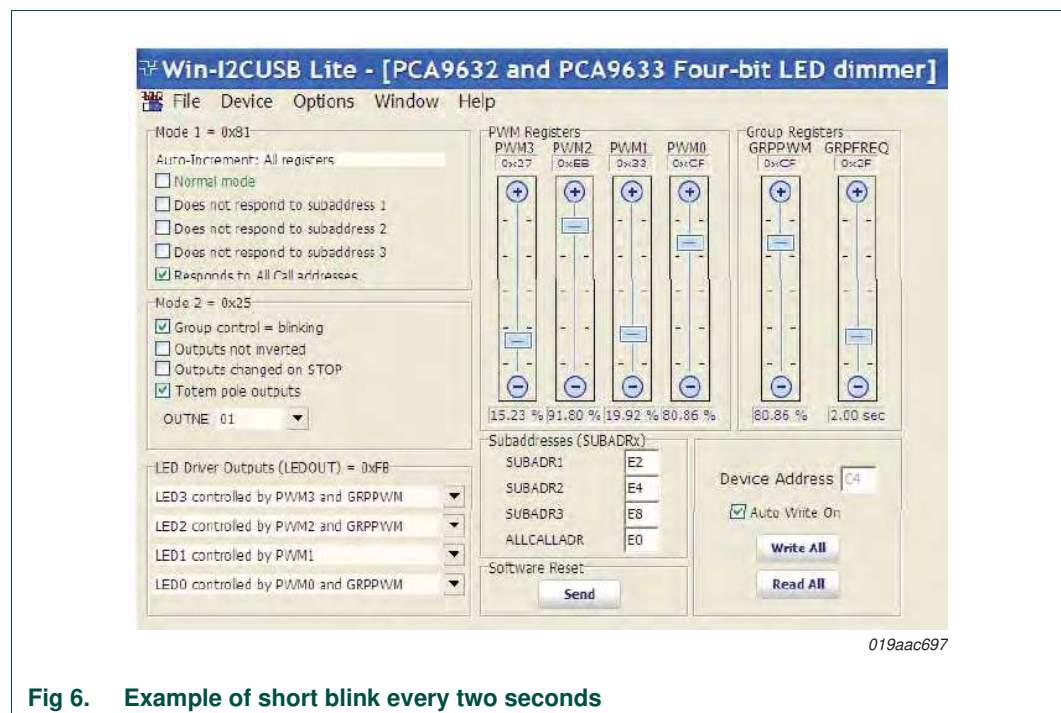 Win-I2CUSB Lite - [PCA9632 and PCA9633 Four-bit LED dimmer]
File Device Options Window Help
Mode 1 = 0x81
Auto-Increment: All registers
Normal mode
Does not respond to subaddress 1
Does not respond to subaddress 2
Does not respond to subaddress 3
Responds to All Call addresses
Mode 2 = 0x25
Group control = blinking
Outputs not inverted
Outputs changed on STOP
Totem pole outputs
OUTNE 01
LED Driver Outputs (LEDOUT) = 0xFB
LED3 controlled by PWM3 and GRPPWM
LED2 controlled by PWM2 and GRPPWM
LED1 controlled by PWM1
LED0 controlled by PWM0 and GRPPWM
PWM Registers
PWM3 PWM2 PWM1 PWM0
0x27 0xEB 0x33 0xCF
15.23 % 91.80 % 19.92 % 80.86 %
Group Registers
GRPPWM GRPFREQ
0xCF 0x2F
80.86 % 2.00 sec
Subaddresses (SUBADRx)
SUBADR1 E2
SUBADR2 E4
SUBADR3 E8
ALLCALLADR E0
Software Reset
Send
Device Address C4
Auto Write On
Write All
Read All
019aac697
Fig 6. Example of short blink every two seconds